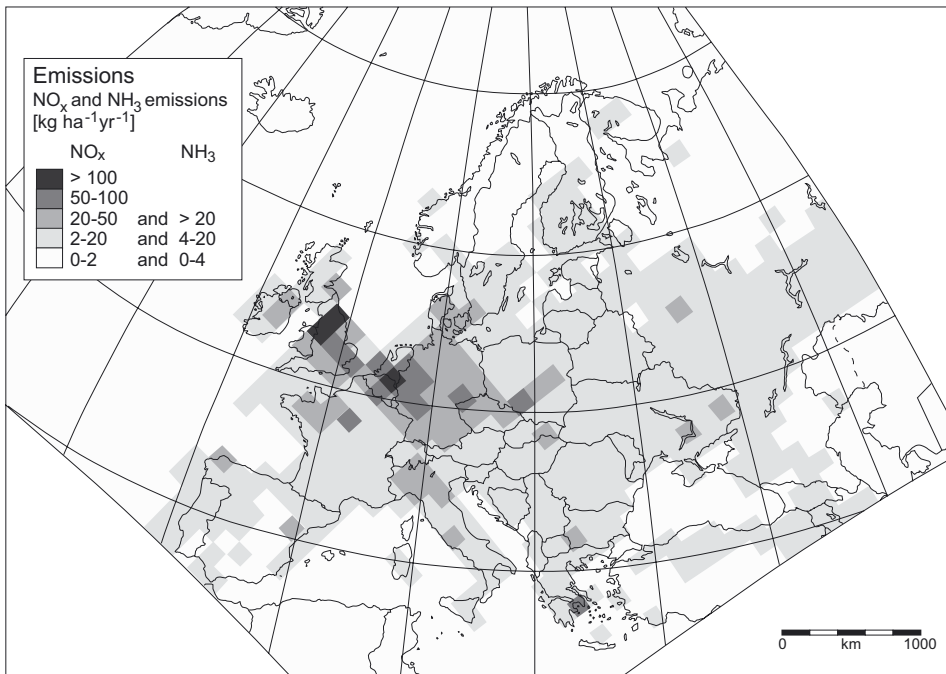 Emissions
NOₓ and NH₃ emissions
[kg ha⁻¹yr⁻¹]
NOₓ NH₃
> 100
50-100
20-50 and > 20
2-20 and 4-20
0-2 and 0-4
0 km 1000